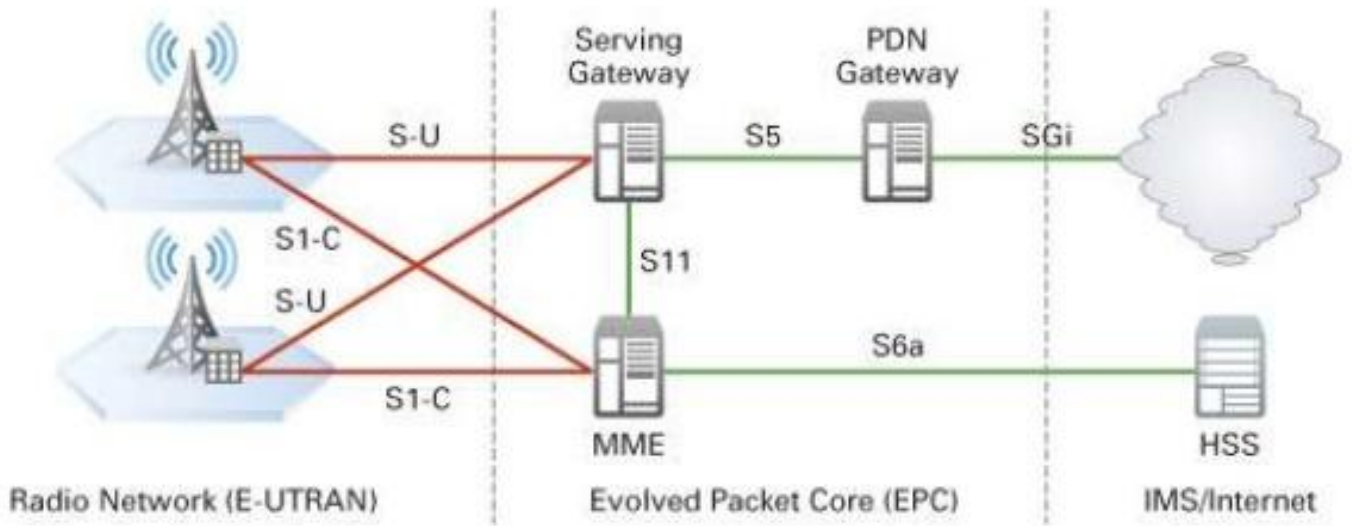 Serving
Gateway
PDN
Gateway
S-U
S5
SGi
S1-C
S11
S-U
S6a
S1-C
MME
HSS
Radio Network (E-UTRAN)
Evolved Packet Core (EPC)
IMS/Internet